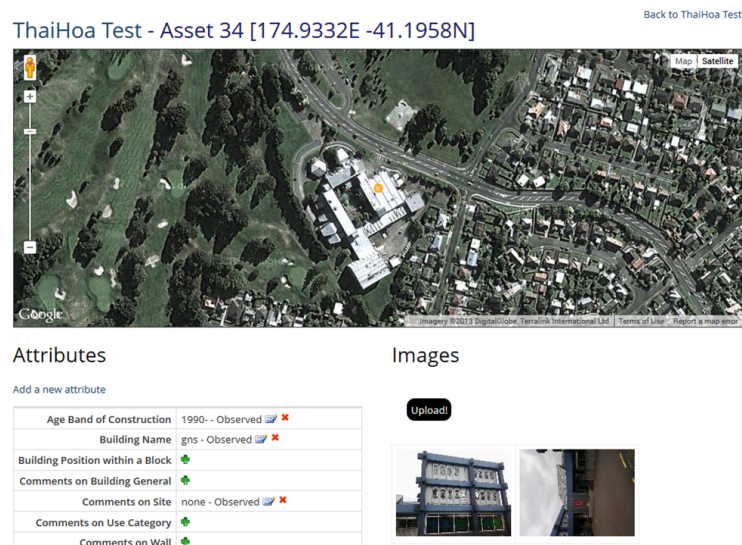 Back to ThaiHoa Test
ThaiHoa Test - Asset 34 [174.9332E -41.1958N]
Map
Satellite
Google
Imagery ©2013 DigitalGlobe, Terralink International Ltd
Terms of Use
Report a map error
Attributes
Images
Add a new attribute
Upload!
Age Band of Construction 1990- - Observed
Building Name gns - Observed
Building Position within a Block
Comments on Building General
Comments on Site none - Observed
Comments on Use Category
Comments on Wall